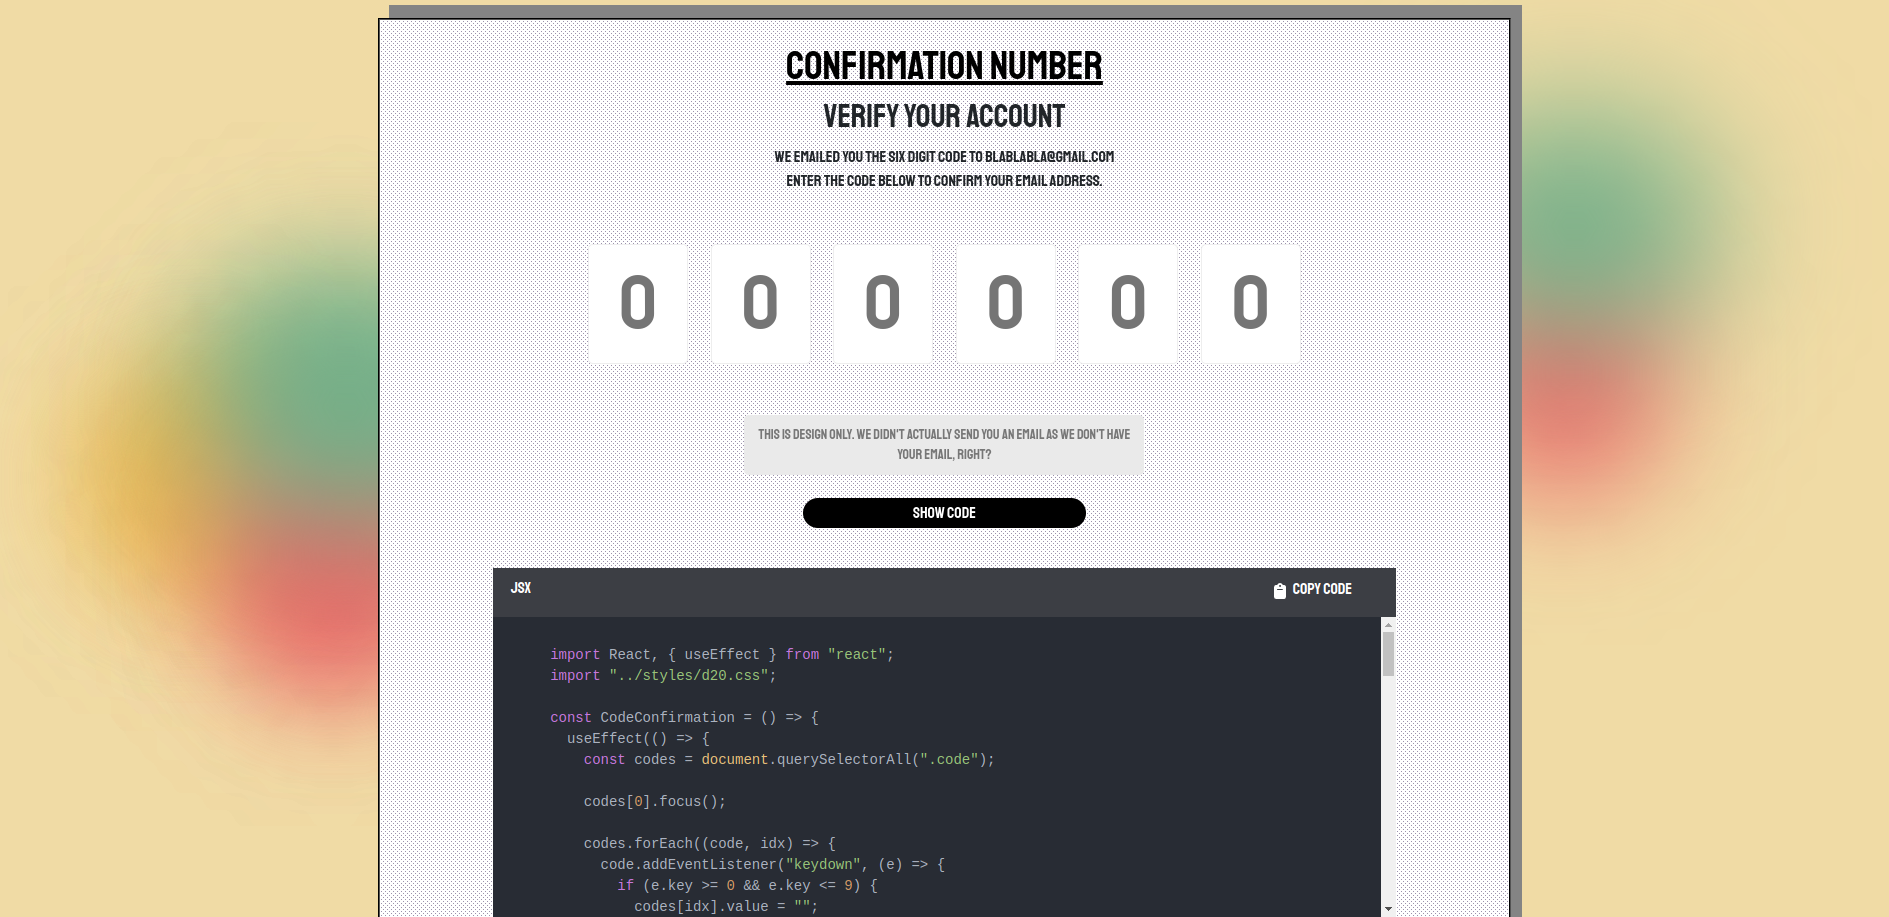 CONFIRMATION NUMBER
VERIFY YOUR ACCOUNT
WE EMAILED YOU THE SIX DIGIT CODE TO BLABLABLA@GMAIL.COM
ENTER THE CODE BELOW TO CONFIRM YOUR EMAIL ADDRESS.
0 0 0 0 0 0
THIS IS DESIGN ONLY. WE DIDN'T ACTUALLY SEND YOU AN EMAIL AS WE DON'T HAVE
YOUR EMAIL, RIGHT?
SHOW CODE
JSX COPY CODE
import React, { useEffect } from "react";
import "../styles/d20.css";
const CodeConfirmation = () => {
useEffect(() => {
const codes = document.querySelectorAll(".code");
codes[0].focus();
codes.forEach((code, idx) => {
code.addEventListener("keydown", (e) => {
if (e.key >= 0 && e.key <= 9) {
codes[idx].value = "";